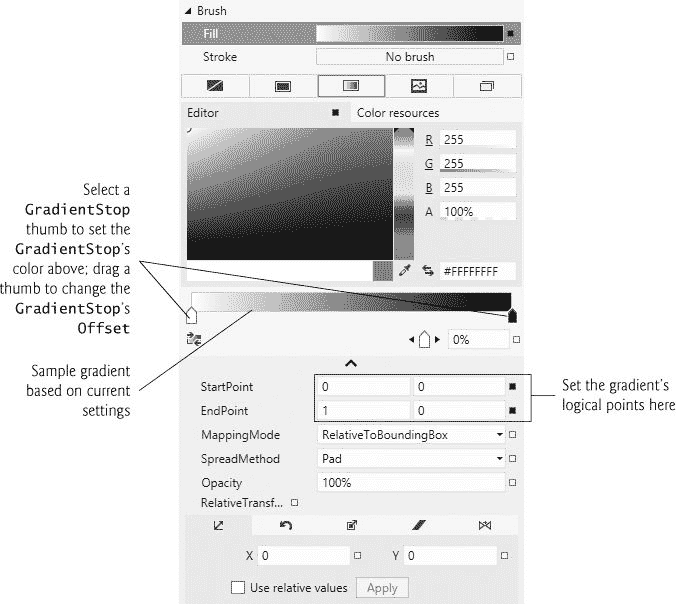 Brush
Fill
Stroke
No brush
Editor
Color resources
R 255
G 255
B 255
A 100%
#FFFFFFFF
Select a
GradientStop
thumb to set the
GradientStop's
color above; drag a
thumb to change the
GradientStop's
Offset
0%
Sample gradient
based on current
settings
StartPoint 0 0
EndPoint 1 0
Set the gradient's
logical points here
MappingMode RelativeToBoundingBox
SpreadMethod Pad
Opacity 100%
RelativeTransf...
X 0 Y 0
Use relative values Apply